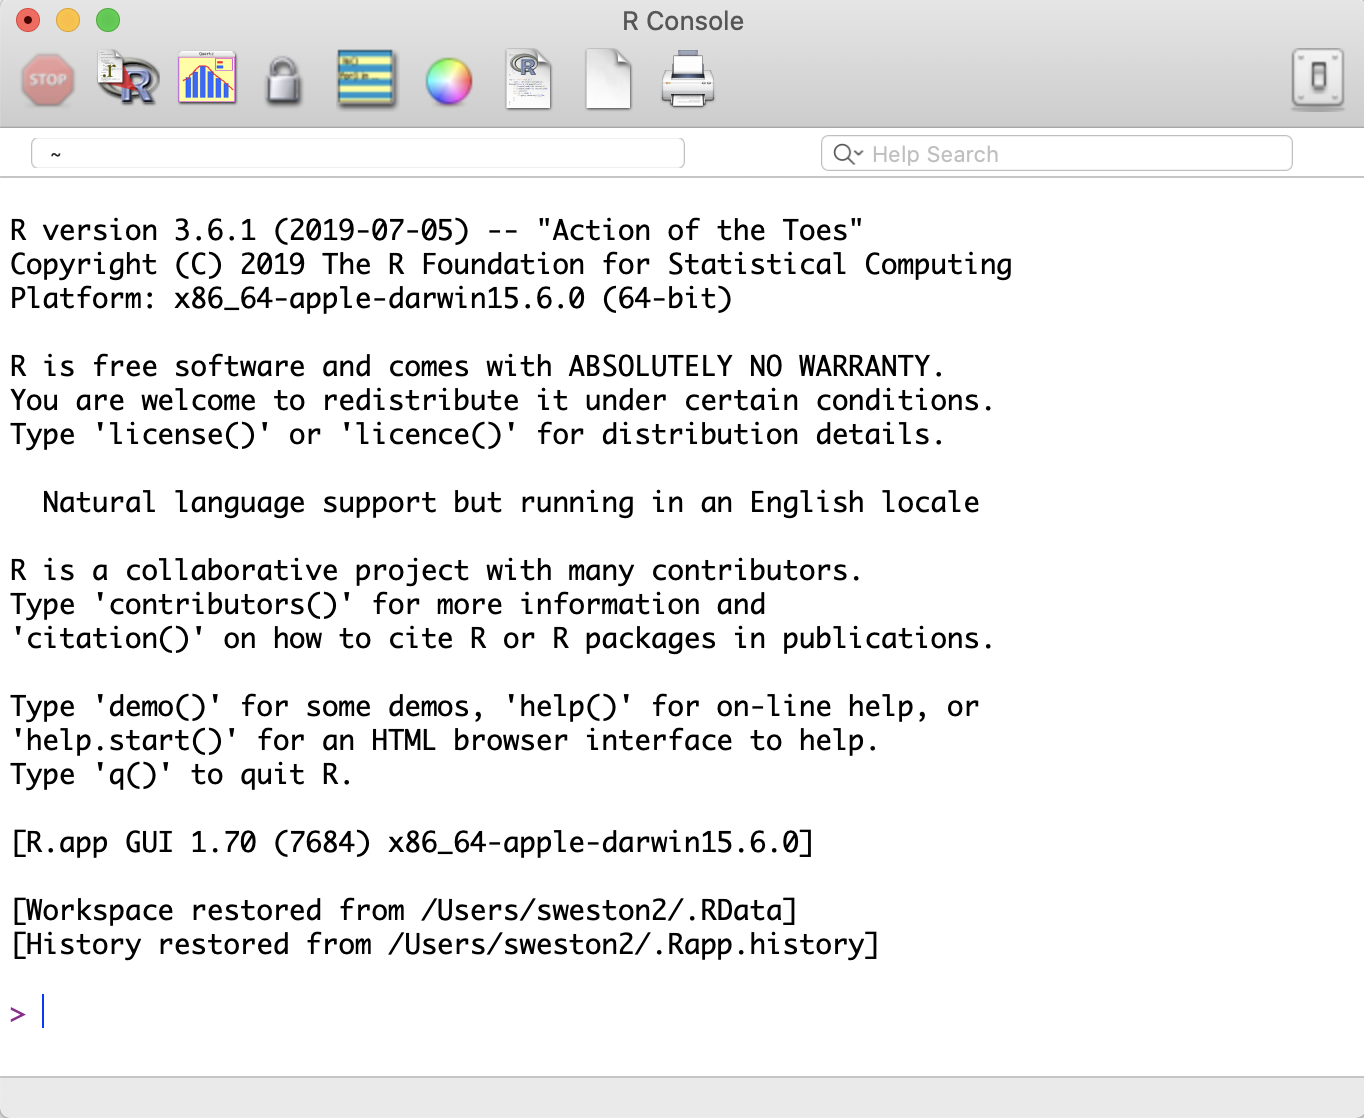 R Console
STOP
~
Help Search
R version 3.6.1 (2019-07-05) -- "Action of the Toes"
Copyright (C) 2019 The R Foundation for Statistical Computing
Platform: x86_64-apple-darwin15.6.0 (64-bit)
R is free software and comes with ABSOLUTELY NO WARRANTY.
You are welcome to redistribute it under certain conditions.
Type 'license()' or 'licence()' for distribution details.
Natural language support but running in an English locale
R is a collaborative project with many contributors.
Type 'contributors()' for more information and
'citation()' on how to cite R or R packages in publications.
Type 'demo()' for some demos, 'help()' for on-line help, or
'help.start()' for an HTML browser interface to help.
Type 'q()' to quit R.
[R.app GUI 1.70 (7684) x86_64-apple-darwin15.6.0]
[Workspace restored from /Users/sweston2/.RData]
[History restored from /Users/sweston2/.Rapp.history]
>